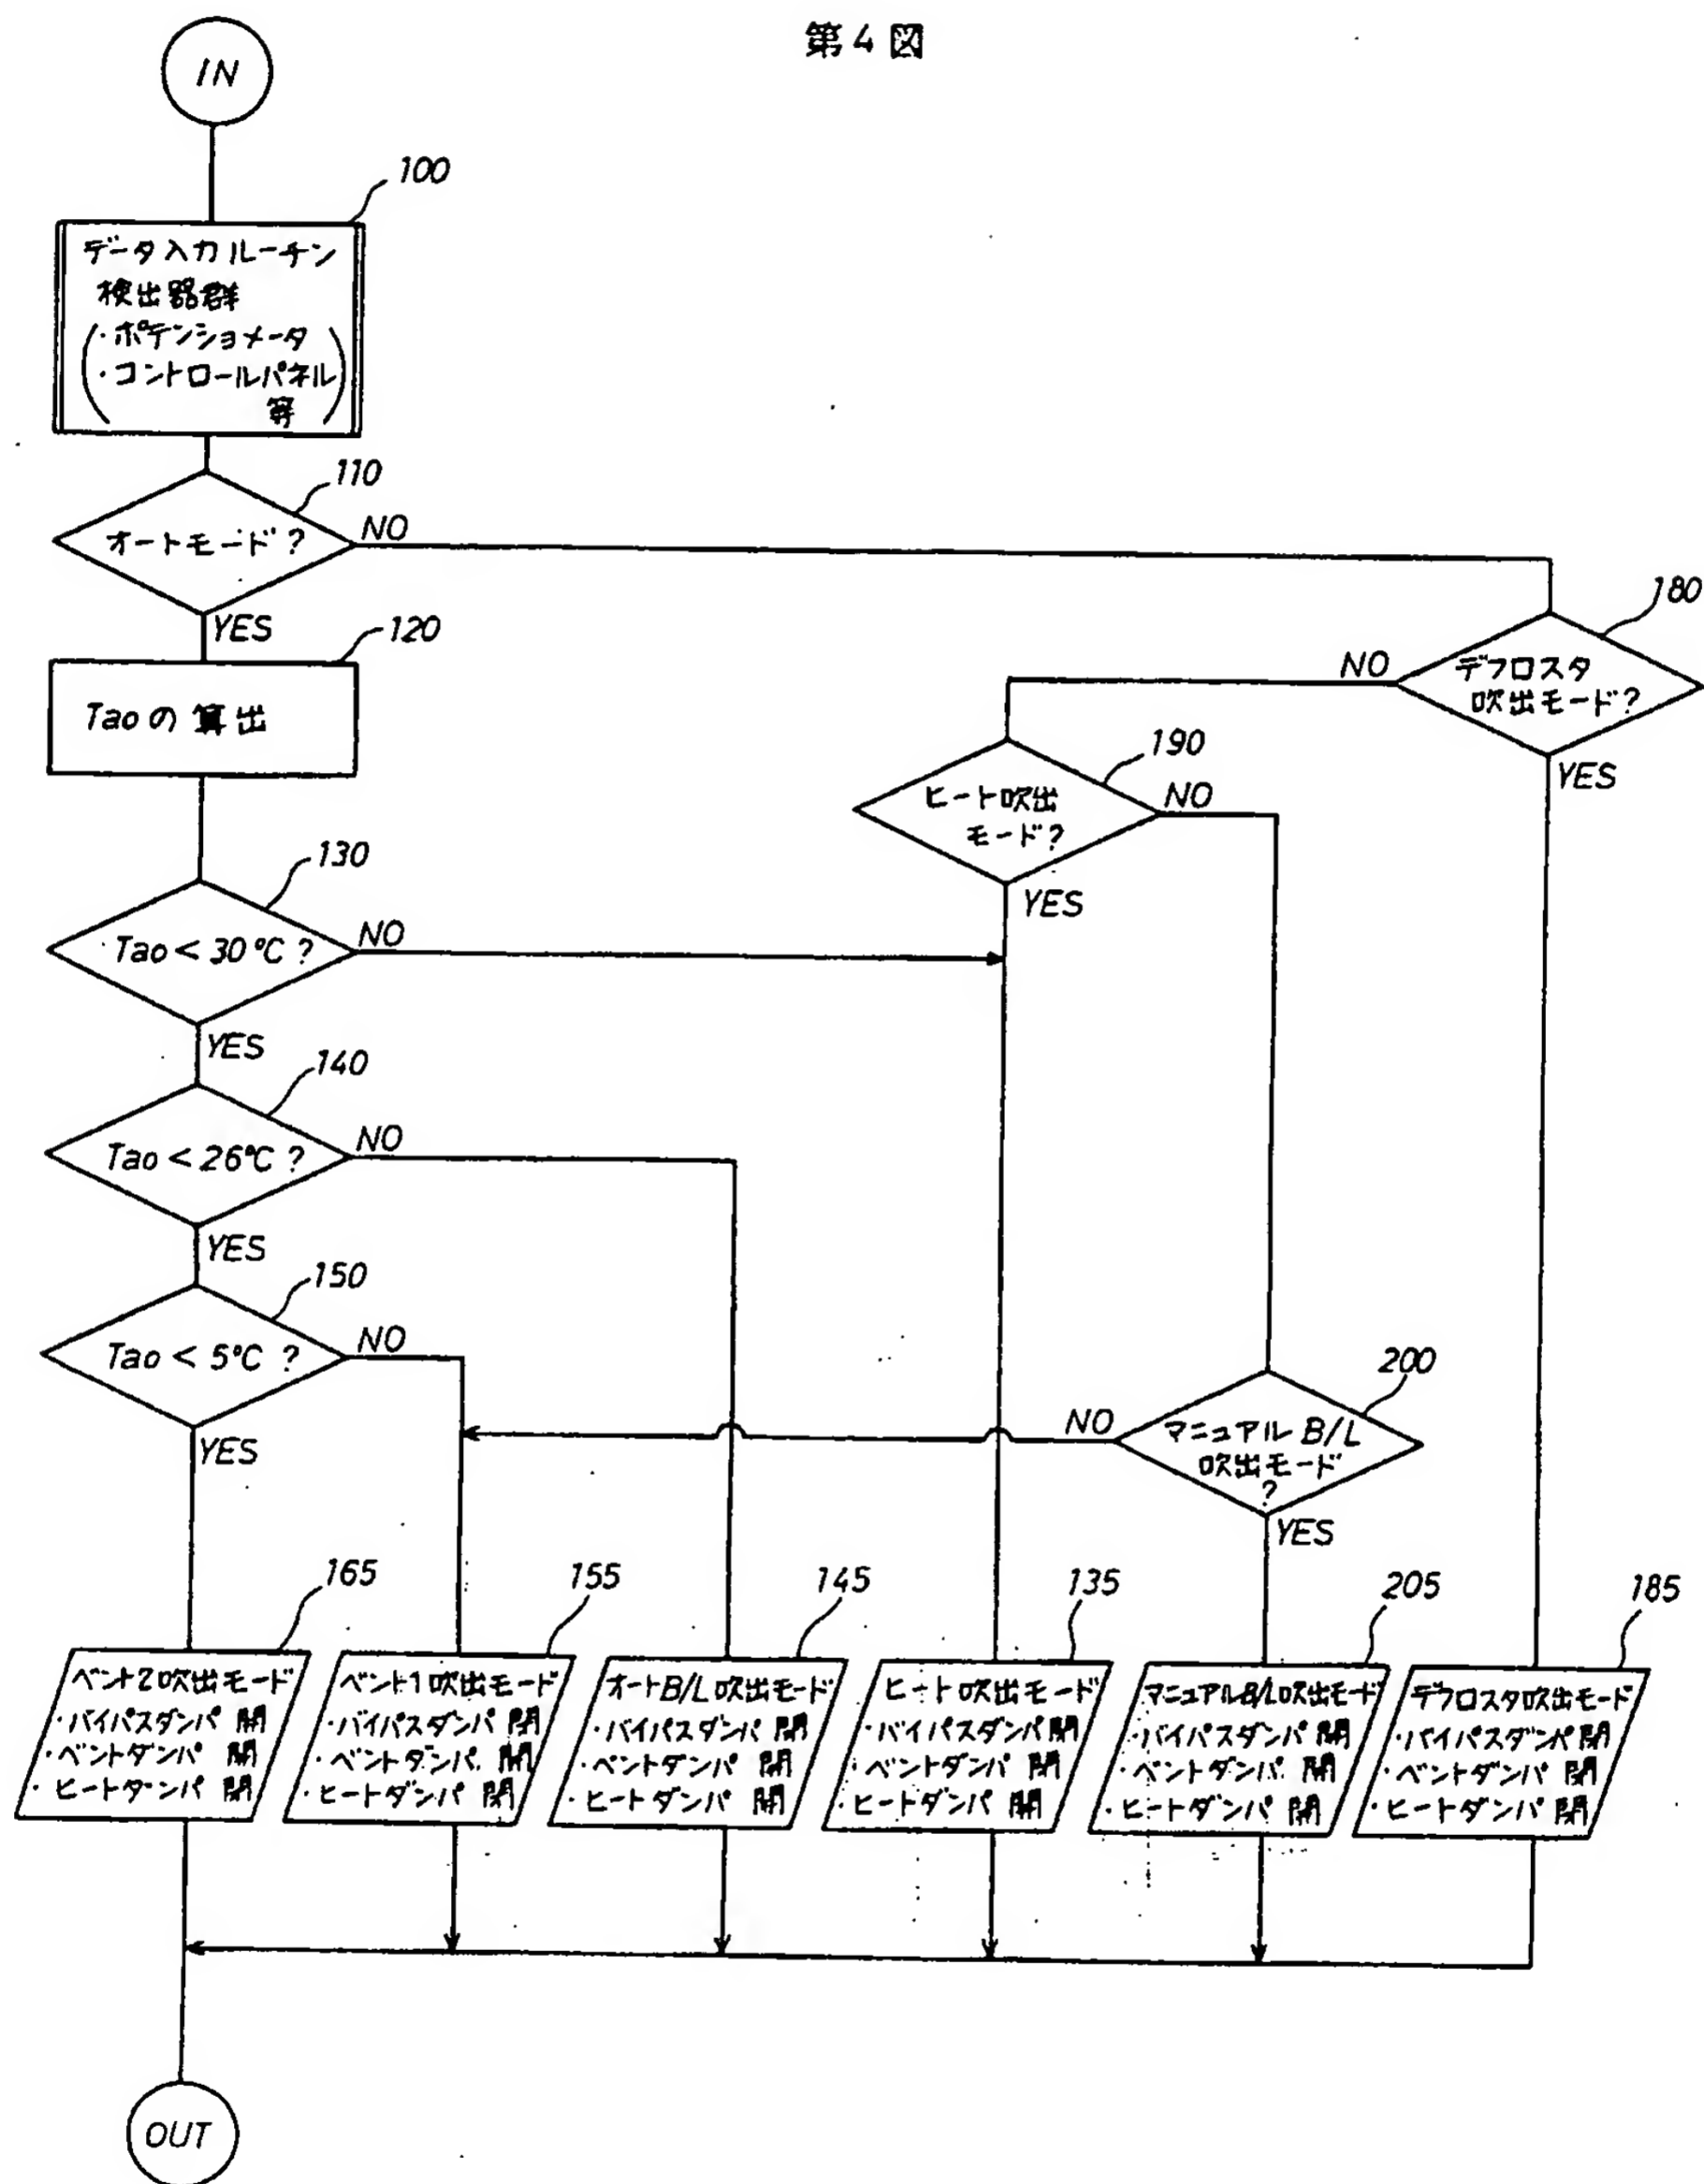 第4図
IN
100
データ入力ルーチン
検出器群
(・ポテンショメータ
・コントロールパネル
等)
110
オートモード?
NO
YES
120
Taoの算出
180
デフロスタ
吹出モード?
NO
YES
190
ヒート吹出
モード?
NO
YES
130
Tao < 30℃ ?
NO
YES
140
Tao < 26℃ ?
NO
YES
150
Tao < 5℃ ?
NO
YES
200
マニュアル B/L
吹出モード
?
NO
YES
165
ベント2吹出モード
・バイパスダンパ 開
・ベントダンパ 開
・ヒートダンパ 閉
155
ベント1吹出モード
・バイパスダンパ 閉
・ベントダンパ 開
・ヒートダンパ 閉
145
オートB/L吹出モード
・バイパスダンパ 閉
・ベントダンパ 開
・ヒートダンパ 開
135
ヒート吹出モード
・バイパスダンパ 閉
・ベントダンパ 閉
・ヒートダンパ 開
205
マニュアルB/L吹出モード
・バイパスダンパ 開
・ベントダンパ 開
・ヒートダンパ 開
185
デフロスタ吹出モード
・バイパスダンパ 閉
・ベントダンパ 閉
・ヒートダンパ 閉
OUT